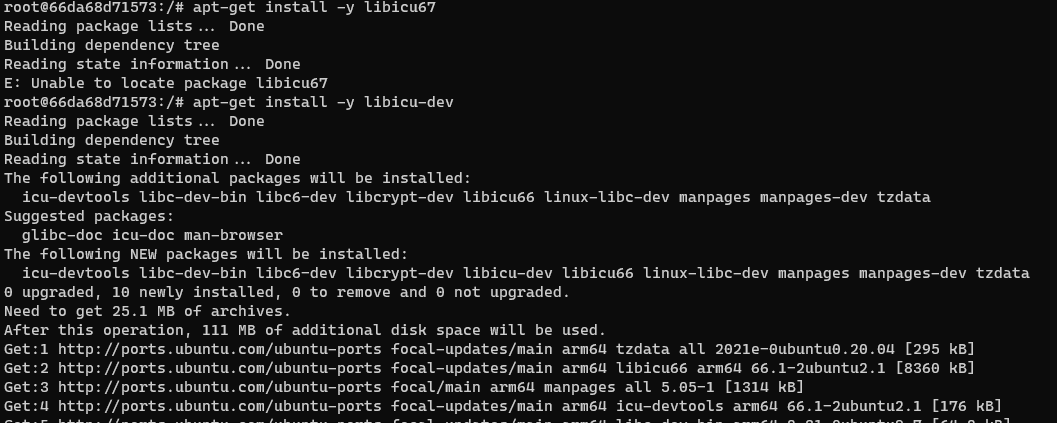 root@66da68d71573:/# apt-get install -y libicu67
Reading package lists... Done
Building dependency tree
Reading state information... Done
E: Unable to locate package libicu67
root@66da68d71573:/# apt-get install -y libicu-dev
Reading package lists... Done
Building dependency tree
Reading state information... Done
The following additional packages will be installed:
  icu-devtools libc-dev-bin libc6-dev libcrypt-dev libicu66 linux-libc-dev manpages manpages-dev tzdata
Suggested packages:
  glibc-doc icu-doc man-browser
The following NEW packages will be installed:
  icu-devtools libc-dev-bin libc6-dev libcrypt-dev libicu-dev libicu66 linux-libc-dev manpages manpages-dev tzdata
0 upgraded, 10 newly installed, 0 to remove and 0 not upgraded.
Need to get 25.1 MB of archives.
After this operation, 111 MB of additional disk space will be used.
Get:1 http://ports.ubuntu.com/ubuntu-ports focal-updates/main arm64 tzdata all 2021e-0ubuntu0.20.04 [295 kB]
Get:2 http://ports.ubuntu.com/ubuntu-ports focal-updates/main arm64 libicu66 arm64 66.1-2ubuntu2.1 [8360 kB]
Get:3 http://ports.ubuntu.com/ubuntu-ports focal/main arm64 manpages all 5.05-1 [1314 kB]
Get:4 http://ports.ubuntu.com/ubuntu-ports focal-updates/main arm64 icu-devtools arm64 66.1-2ubuntu2.1 [176 kB]